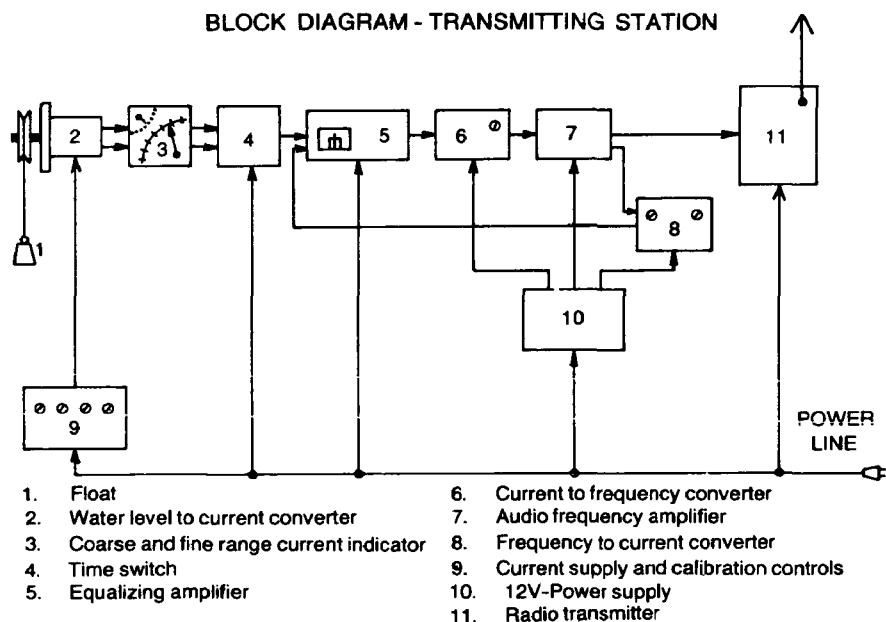 BLOCK DIAGRAM - TRANSMITTING STATION
1
2
3
4
5
6
7
8
9
10
11
POWER
LINE
1. Float
2. Water level to current converter
3. Coarse and fine range current indicator
4. Time switch
5. Equalizing amplifier
6. Current to frequency converter
7. Audio frequency amplifier
8. Frequency to current converter
9. Current supply and calibration controls
10. 12V-Power supply
11. Radio transmitter